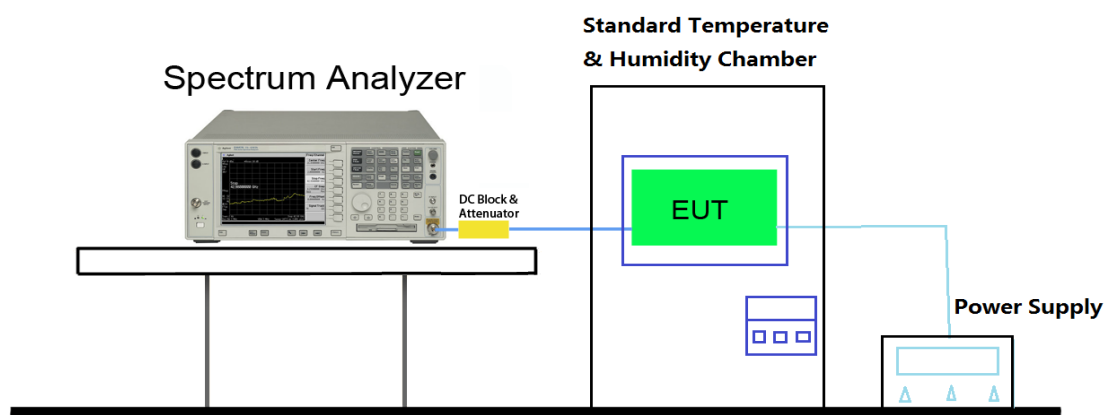 Standard Temperature
& Humidity Chamber
Spectrum Analyzer
DC Block &
Attenuator
EUT
Power Supply